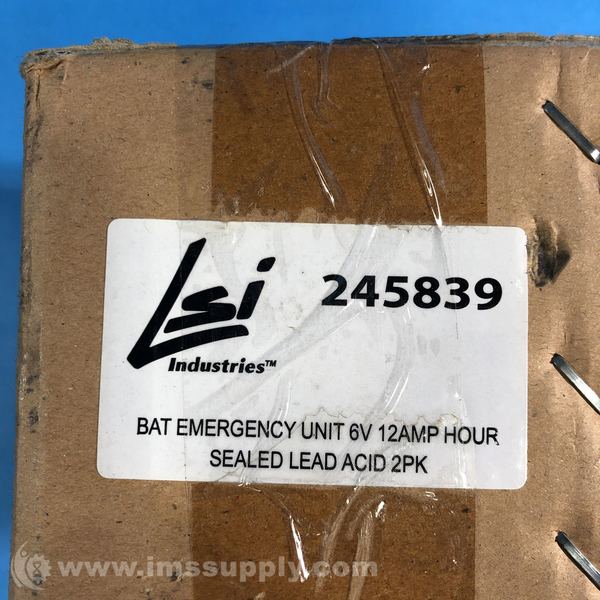 Lsi 245839
Industries™
BAT EMERGENCY UNIT 6V 12AMP HOUR
SEALED LEAD ACID 2PK
www.imssupply.com